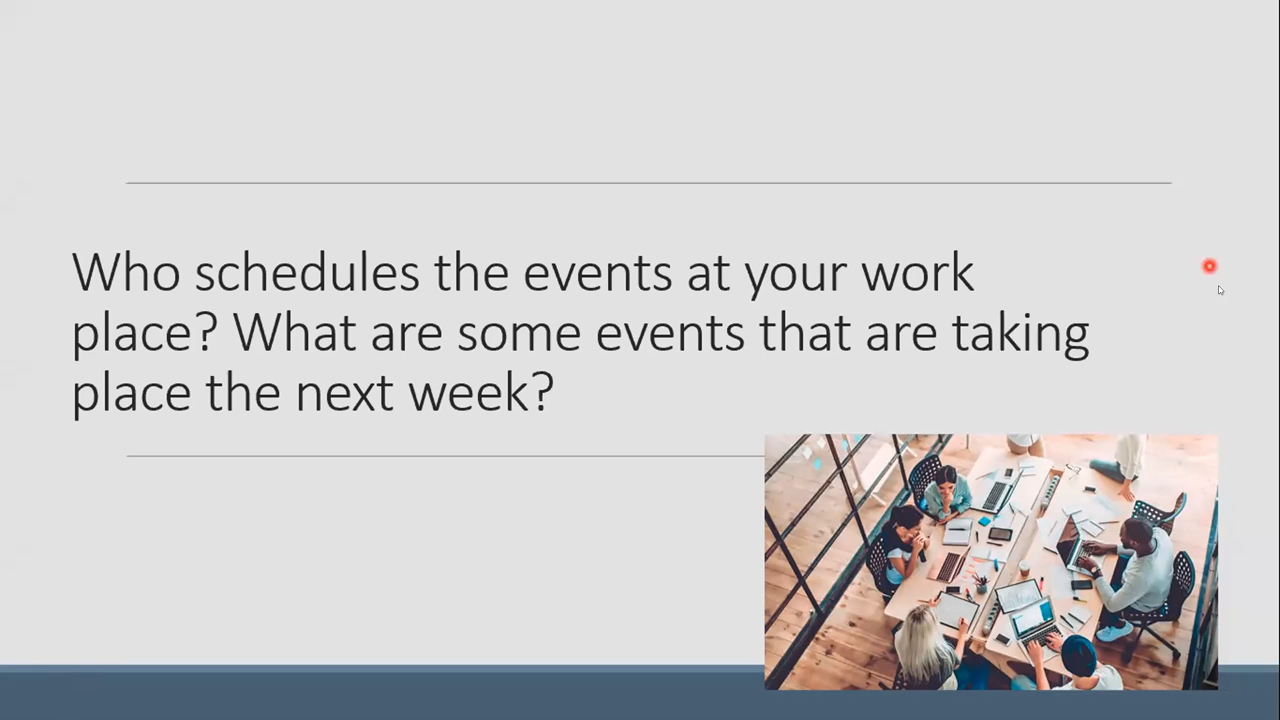 Who schedules the events at your work
place? What are some events that are taking
place the next week?